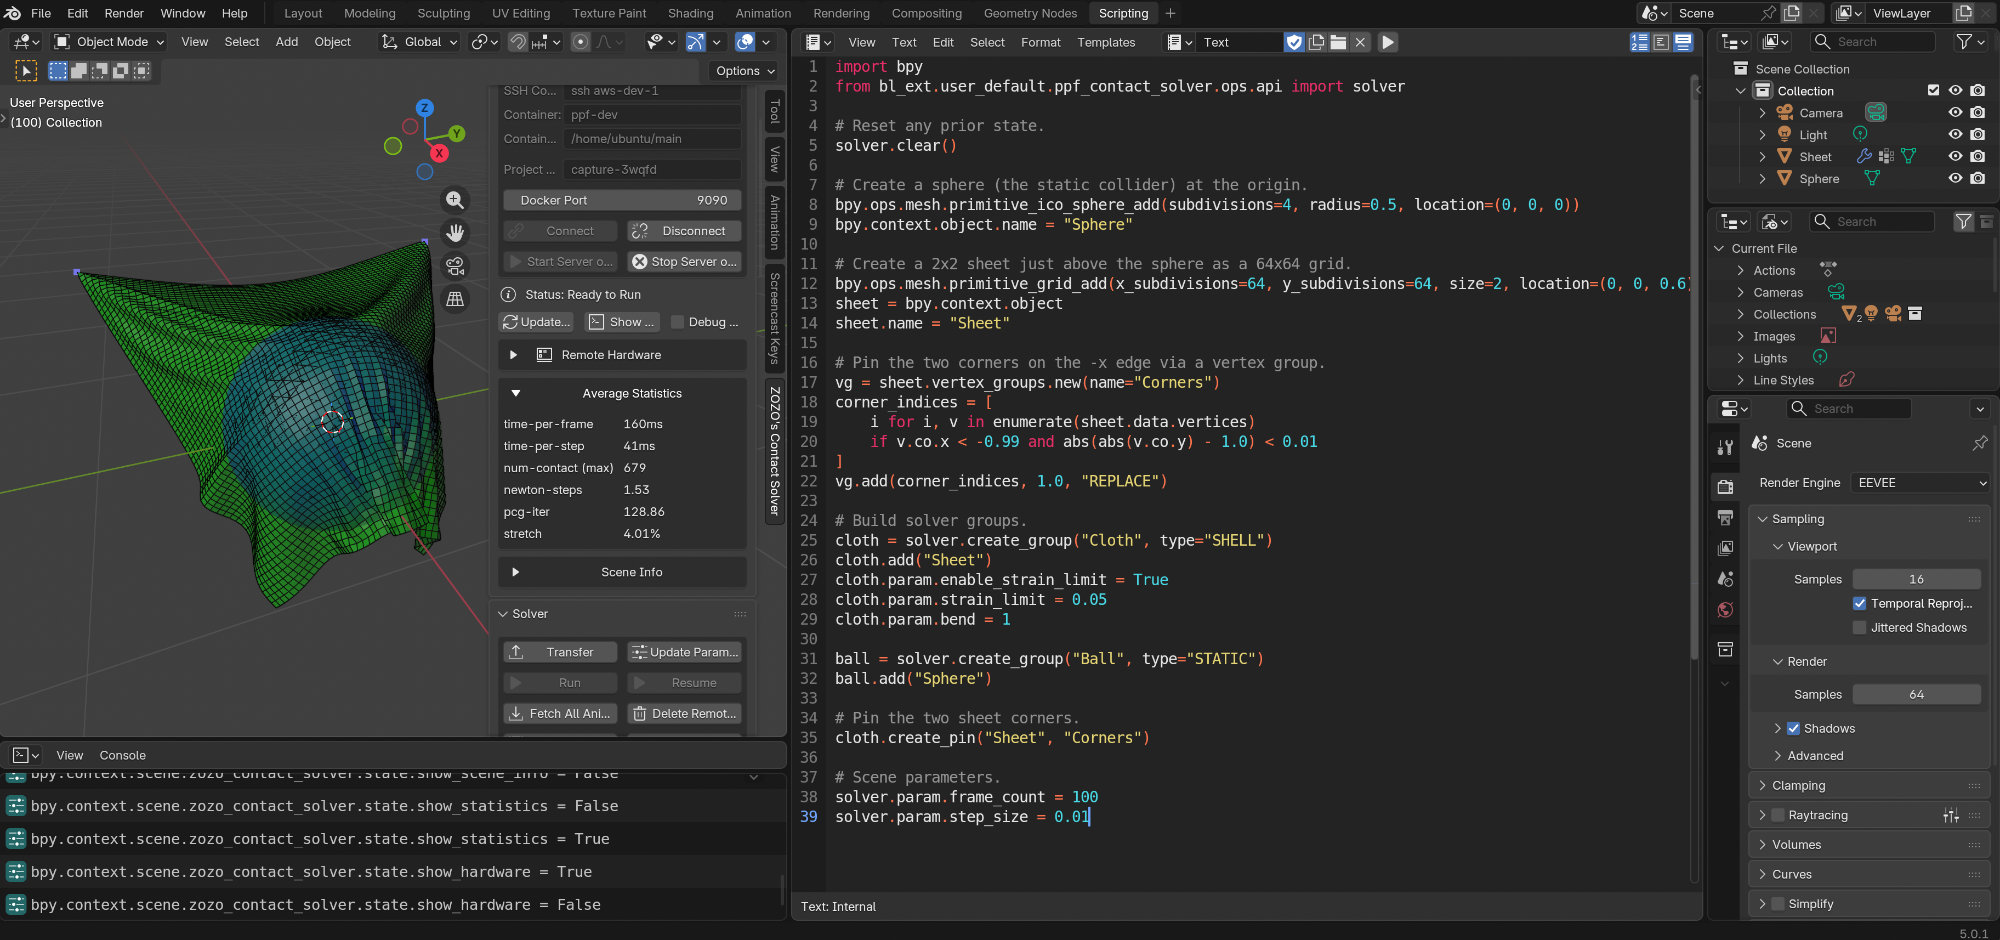 File Edit Render Window Help Layout Modeling Sculpting UV Editing Texture Paint Shading Animation Rendering Compositing Geometry Nodes Scripting + Scene ViewLayer
Object Mode View Select Add Object Global
Options
User Perspective
(100) Collection
Z
Y
X
SSH Co... ssh aws-dev-1
Container: ppf-dev
Contain... /home/ubuntu/main
Project ... capture-3wqfd
Docker Port 9090
Connect Disconnect
Start Server o... Stop Server o...
Status: Ready to Run
Update... Show ... Debug ...
Remote Hardware
Average Statistics
time-per-frame 160ms
time-per-step 41ms
num-contact (max) 679
newton-steps 1.53
pcg-iter 128.86
stretch 4.01%
Scene Info
Solver
Transfer Update Param...
Run Resume
Fetch All Ani... Delete Remot...
Tool
View
Animation
Screencast Keys
ZOZO's Contact Solver
View Console
bpy.context.scene.zozo_contact_solver.state.show_scene_info = False
bpy.context.scene.zozo_contact_solver.state.show_statistics = False
bpy.context.scene.zozo_contact_solver.state.show_statistics = True
bpy.context.scene.zozo_contact_solver.state.show_hardware = True
bpy.context.scene.zozo_contact_solver.state.show_hardware = False
View Text Edit Select Format Templates Text
1 import bpy
2 from bl_ext.user_default.ppf_contact_solver.ops.api import solver
3
4 # Reset any prior state.
5 solver.clear()
6
7 # Create a sphere (the static collider) at the origin.
8 bpy.ops.mesh.primitive_ico_sphere_add(subdivisions=4, radius=0.5, location=(0, 0, 0))
9 bpy.context.object.name = "Sphere"
10
11 # Create a 2x2 sheet just above the sphere as a 64x64 grid.
12 bpy.ops.mesh.primitive_grid_add(x_subdivisions=64, y_subdivisions=64, size=2, location=(0, 0, 0.6)
13 sheet = bpy.context.object
14 sheet.name = "Sheet"
15
16 # Pin the two corners on the -x edge via a vertex group.
17 vg = sheet.vertex_groups.new(name="Corners")
18 corner_indices = [
19     i for i, v in enumerate(sheet.data.vertices)
20     if v.co.x < -0.99 and abs(abs(v.co.y) - 1.0) < 0.01
21 ]
22 vg.add(corner_indices, 1.0, "REPLACE")
23
24 # Build solver groups.
25 cloth = solver.create_group("Cloth", type="SHELL")
26 cloth.add("Sheet")
27 cloth.param.enable_strain_limit = True
28 cloth.param.strain_limit = 0.05
29 cloth.param.bend = 1
30
31 ball = solver.create_group("Ball", type="STATIC")
32 ball.add("Sphere")
33
34 # Pin the two sheet corners.
35 cloth.create_pin("Sheet", "Corners")
36
37 # Scene parameters.
38 solver.param.frame_count = 100
39 solver.param.step_size = 0.01
Text: Internal
Search
Scene Collection
Collection
Camera
Light
Sheet
Sphere
Search
Current File
Actions
Cameras
Collections 2
Images
Lights
Line Styles
Search
Scene
Render Engine EEVEE
Sampling
Viewport
Samples 16
Temporal Reproj...
Jittered Shadows
Render
Samples 64
Shadows
Advanced
Clamping
Raytracing
Volumes
Curves
Simplify
5.0.1